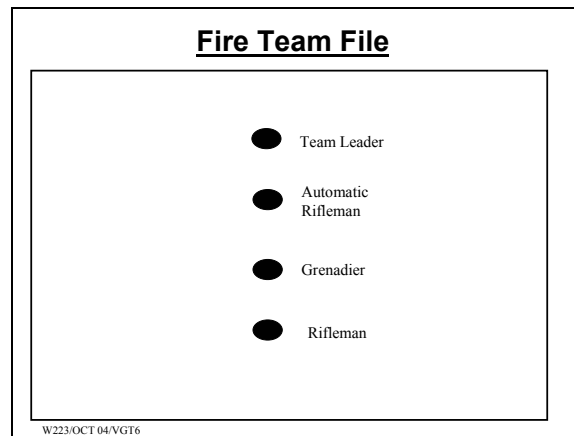 Fire Team File
Team Leader
Automatic
Rifleman
Grenadier
Rifleman
W223/OCT 04/VGT6